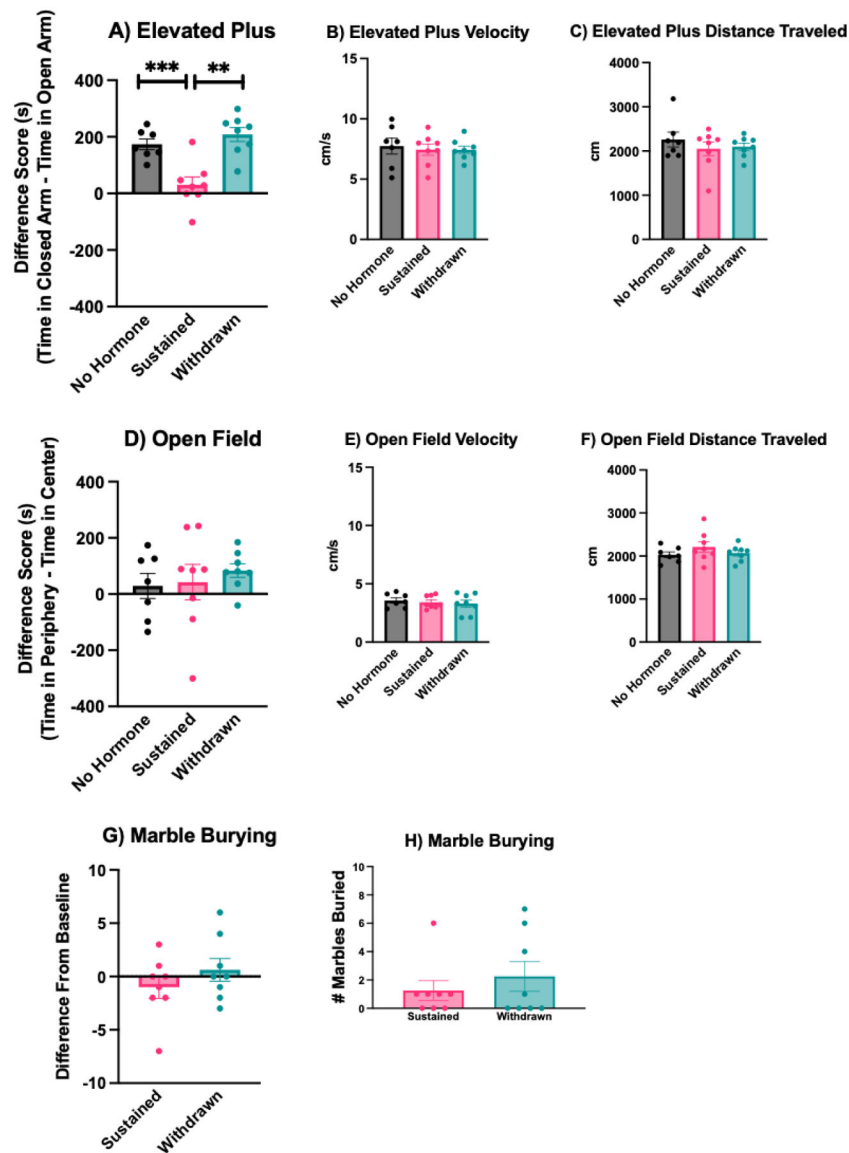 A) Elevated Plus
*** **
Difference Score (s)
(Time in Closed Arm - Time in Open Arm)
400
200
0
-200
-400
No Hormone
Sustained
Withdrawn
B) Elevated Plus Velocity
cm/s
15
10
5
0
No Hormone
Sustained
Withdrawn
C) Elevated Plus Distance Traveled
cm
4000
3000
2000
1000
0
No Hormone
Sustained
Withdrawn
D) Open Field
Difference Score (s)
(Time in Periphery - Time in Center)
400
200
0
-200
-400
No Hormone
Sustained
Withdrawn
E) Open Field Velocity
cm/s
15
10
5
0
No Hormone
Sustained
Withdrawn
F) Open Field Distance Traveled
cm
4000
3000
2000
1000
0
No Hormone
Sustained
Withdrawn
G) Marble Burying
Difference From Baseline
10
5
0
-5
-10
Sustained
Withdrawn
H) Marble Burying
# Marbles Buried
10
8
6
4
2
0
Sustained
Withdrawn